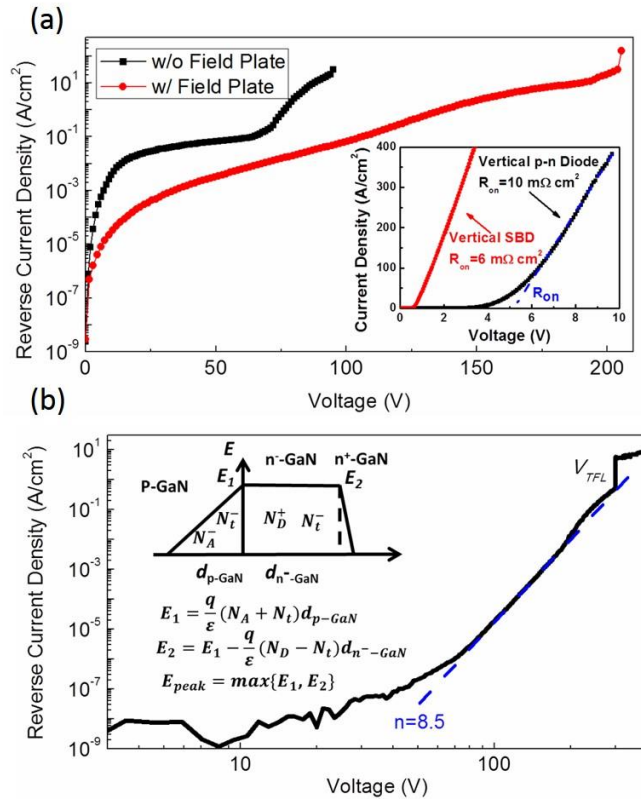 (a)
w/o Field Plate
w/ Field Plate
Reverse Current Density (A/cm²)
10¹
10⁻¹
10⁻³
10⁻⁵
10⁻⁷
10⁻⁹
0
50
100
150
200
Voltage (V)
Current Density (A/cm²)
400
300
200
100
0
Vertical p-n Diode
Rₒₙ=10 mΩ cm²
Vertical SBD
Rₒₙ=6 mΩ cm²
Rₒₙ
0 2 4 6 8 10
Voltage (V)
(b)
Reverse Current Density (A/cm²)
10¹
10⁻¹
10⁻³
10⁻⁵
10⁻⁷
10⁻⁹
E
n⁻-GaN n⁺-GaN
P-GaN
E₁
E₂
N_A⁻ N_t⁻ N_D⁺ N_t⁻
d_p-GaN d_n⁻-GaN
E₁ = q/ε (N_A + N_t)d_p−GaN
E₂ = E₁ − q/ε (N_D − N_t)d_n⁻−GaN
E_peak = max{E₁, E₂}
V_TFL
n=8.5
10
100
Voltage (V)